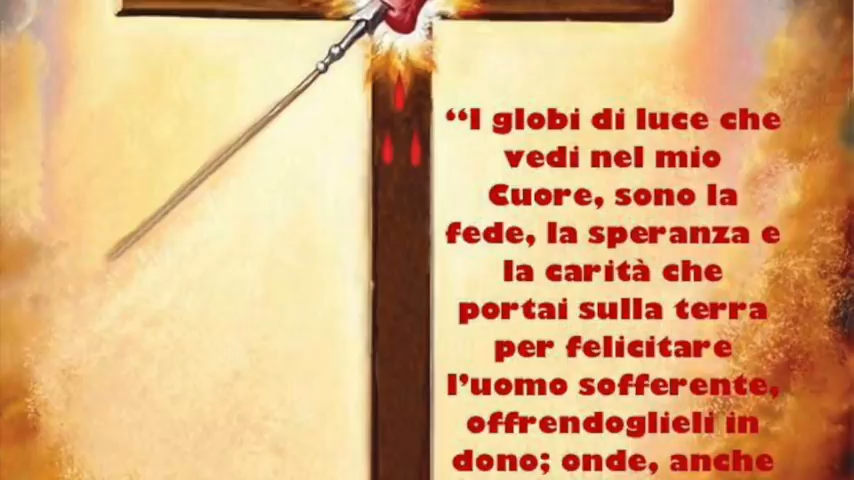 “I globi di luce che
vedi nel mio
Cuore, sono la
fede, la speranza e
la carità che
portai sulla terra
per felicitare
l’uomo sofferente,
offrendoglieli in
dono; onde, anche